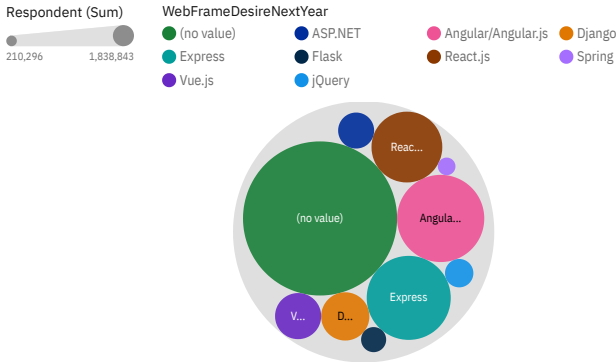 Respondent (Sum)
210,296 1,838,843
WebFrameDesireNextYear
(no value) ASP.NET Angular/Angular.js Django
Express Flask React.js Spring
Vue.js jQuery
Reac...
(no value) Angula...
Express
V... D...